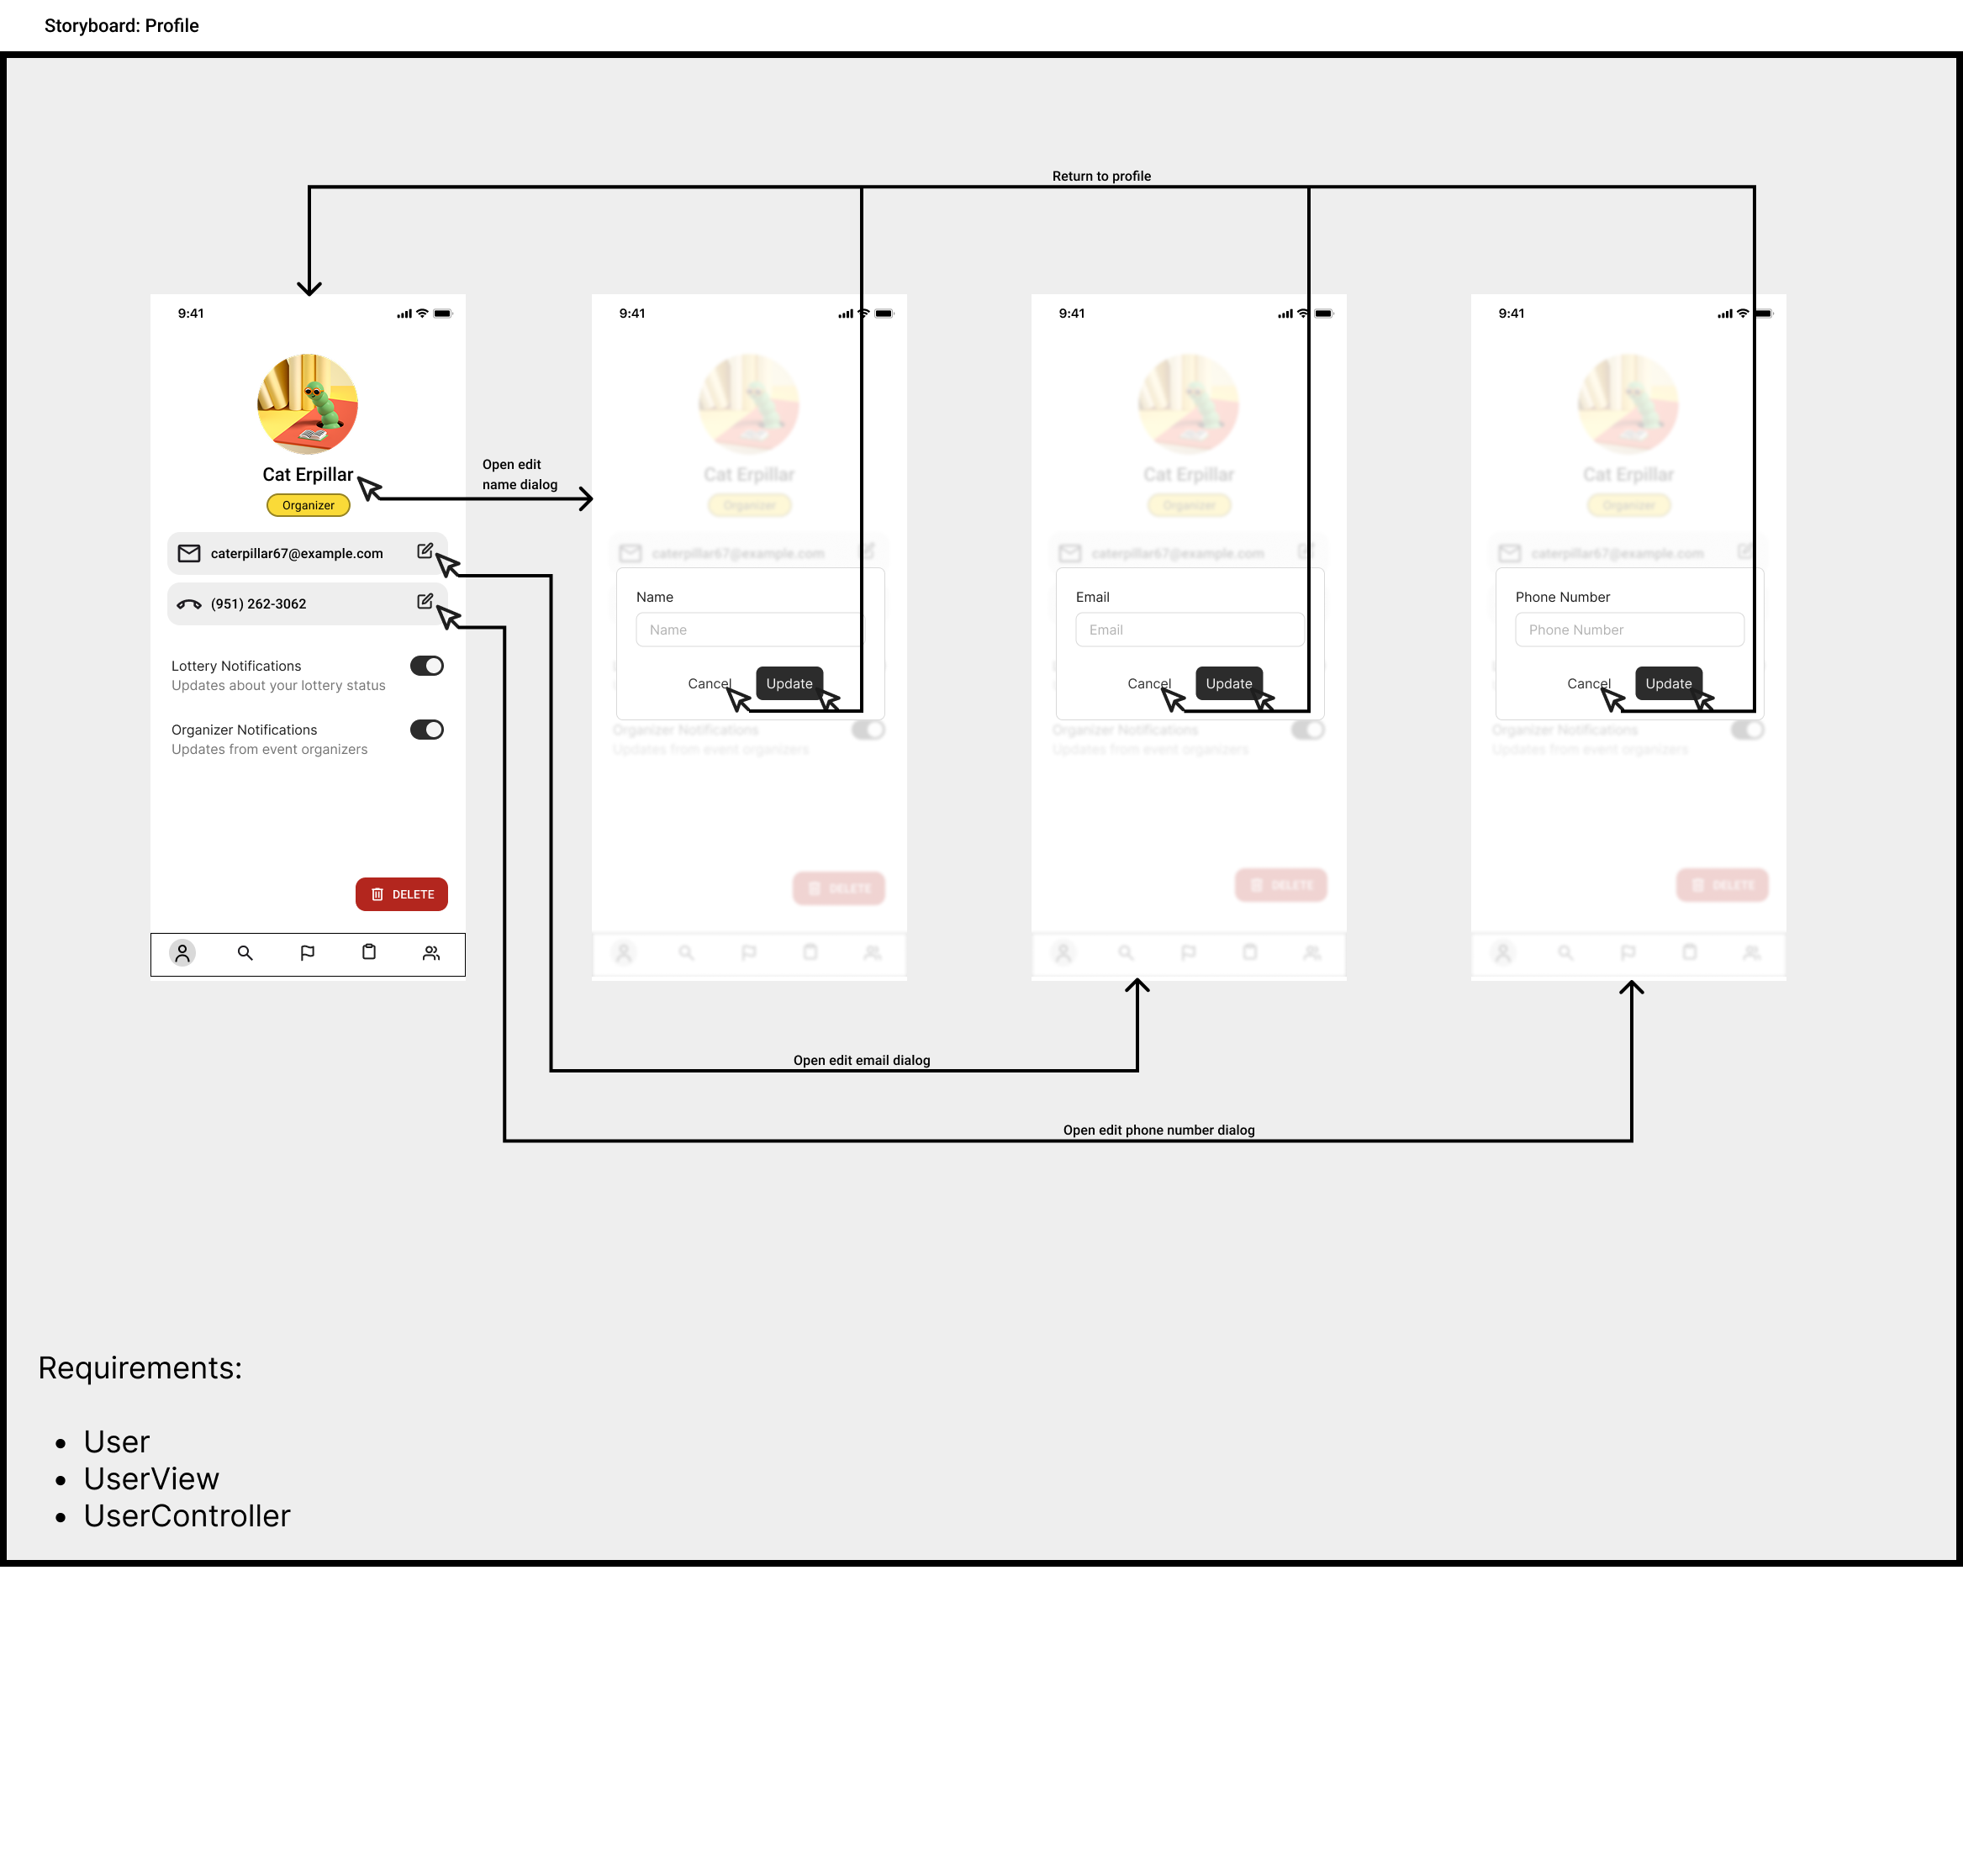 Storyboard: Profile
Return to profile
9:41
Cat Erpillar
Organizer
caterpillar67@example.com
(951) 262-3062
Lottery Notifications
Updates about your lottery status
Organizer Notifications
Updates from event organizers
DELETE
Open edit
name dialog
9:41
Cat Erpillar
Organizer
caterpillar67@example.com
Name
Name
Cancel
Update
Organizer Notifications
Updates from event organizers
DELETE
9:41
Cat Erpillar
Organizer
caterpillar67@example.com
Email
Email
Cancel
Update
Organizer Notifications
Updates from event organizers
DELETE
9:41
Cat Erpillar
Organizer
caterpillar67@example.com
Phone Number
Phone Number
Cancel
Update
Organizer Notifications
Updates from event organizers
DELETE
Open edit email dialog
Open edit phone number dialog
Requirements:
• User
• UserView
• UserController